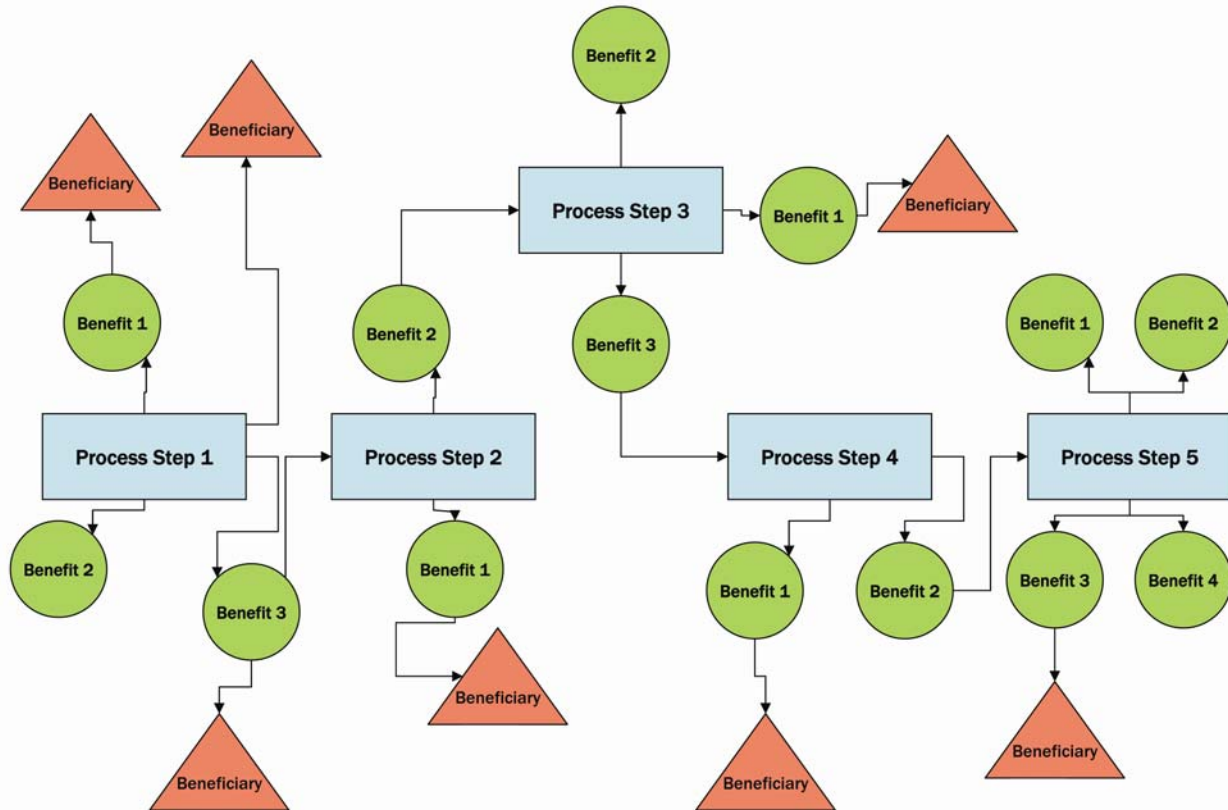 Benefit 2
Beneficiary
Beneficiary
Beneficiary
Process Step 3
Benefit 1
Benefit 1
Benefit 2
Benefit 3
Benefit 1
Benefit 2
Process Step 1
Process Step 2
Process Step 4
Process Step 5
Benefit 2
Benefit 3
Benefit 1
Benefit 1
Benefit 2
Benefit 3
Benefit 4
Beneficiary
Beneficiary
Beneficiary
Beneficiary